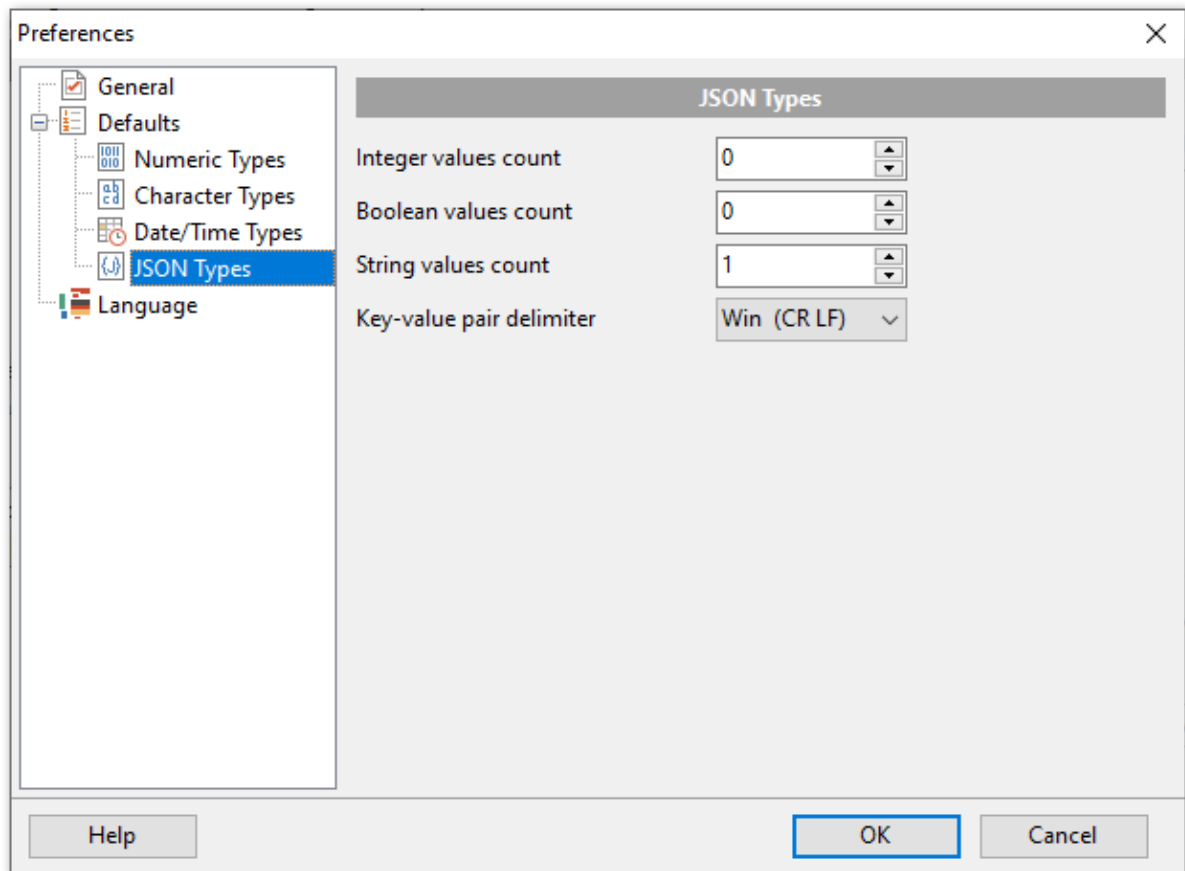 Preferences
General
Defaults
Numeric Types
Character Types
Date/Time Types
JSON Types
Language
JSON Types
Integer values count 0
Boolean values count 0
String values count 1
Key-value pair delimiter Win (CR LF)
Help OK Cancel